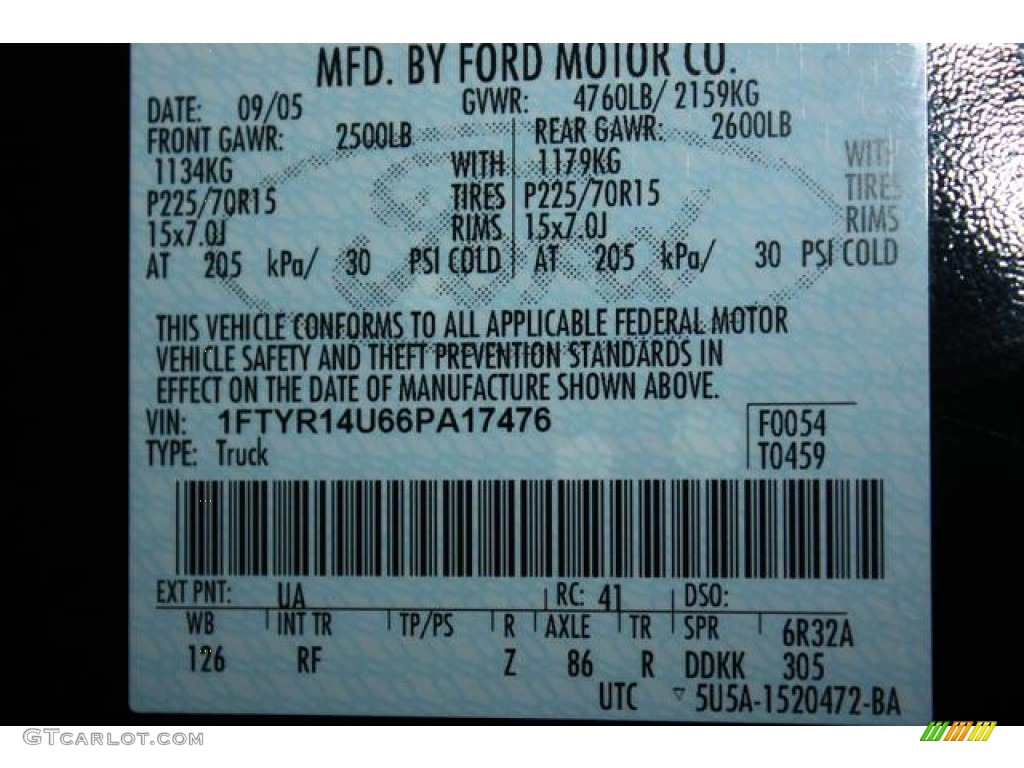 MFD. BY FORD MOTOR CO.
DATE: 09/05 GVWR: 4760LB/ 2159KG
FRONT GAWR: 2500LB REAR GAWR: 2600LB
1134KG WITH 1179KG WITH
P225/70R15 TIRES P225/70R15 TIRES
15x7.0J RIMS 15x7.0J RIMS
AT 205 kPa/ 30 PSI COLD AT 205 kPa/ 30 PSI COLD
THIS VEHICLE CONFORMS TO ALL APPLICABLE FEDERAL MOTOR
VEHICLE SAFETY AND THEFT PREVENTION STANDARDS IN
EFFECT ON THE DATE OF MANUFACTURE SHOWN ABOVE.
VIN: 1FTYR14U66PA17476 F0054
TYPE: Truck T0459
EXT PNT: UA RC: 41 DSO:
WB INT TR TP/PS R AXLE TR SPR 6R32A
126 RF Z 86 R DDKK 305
UTC ▽ 5U5A-1520472-BA
GTCARLOT.COM